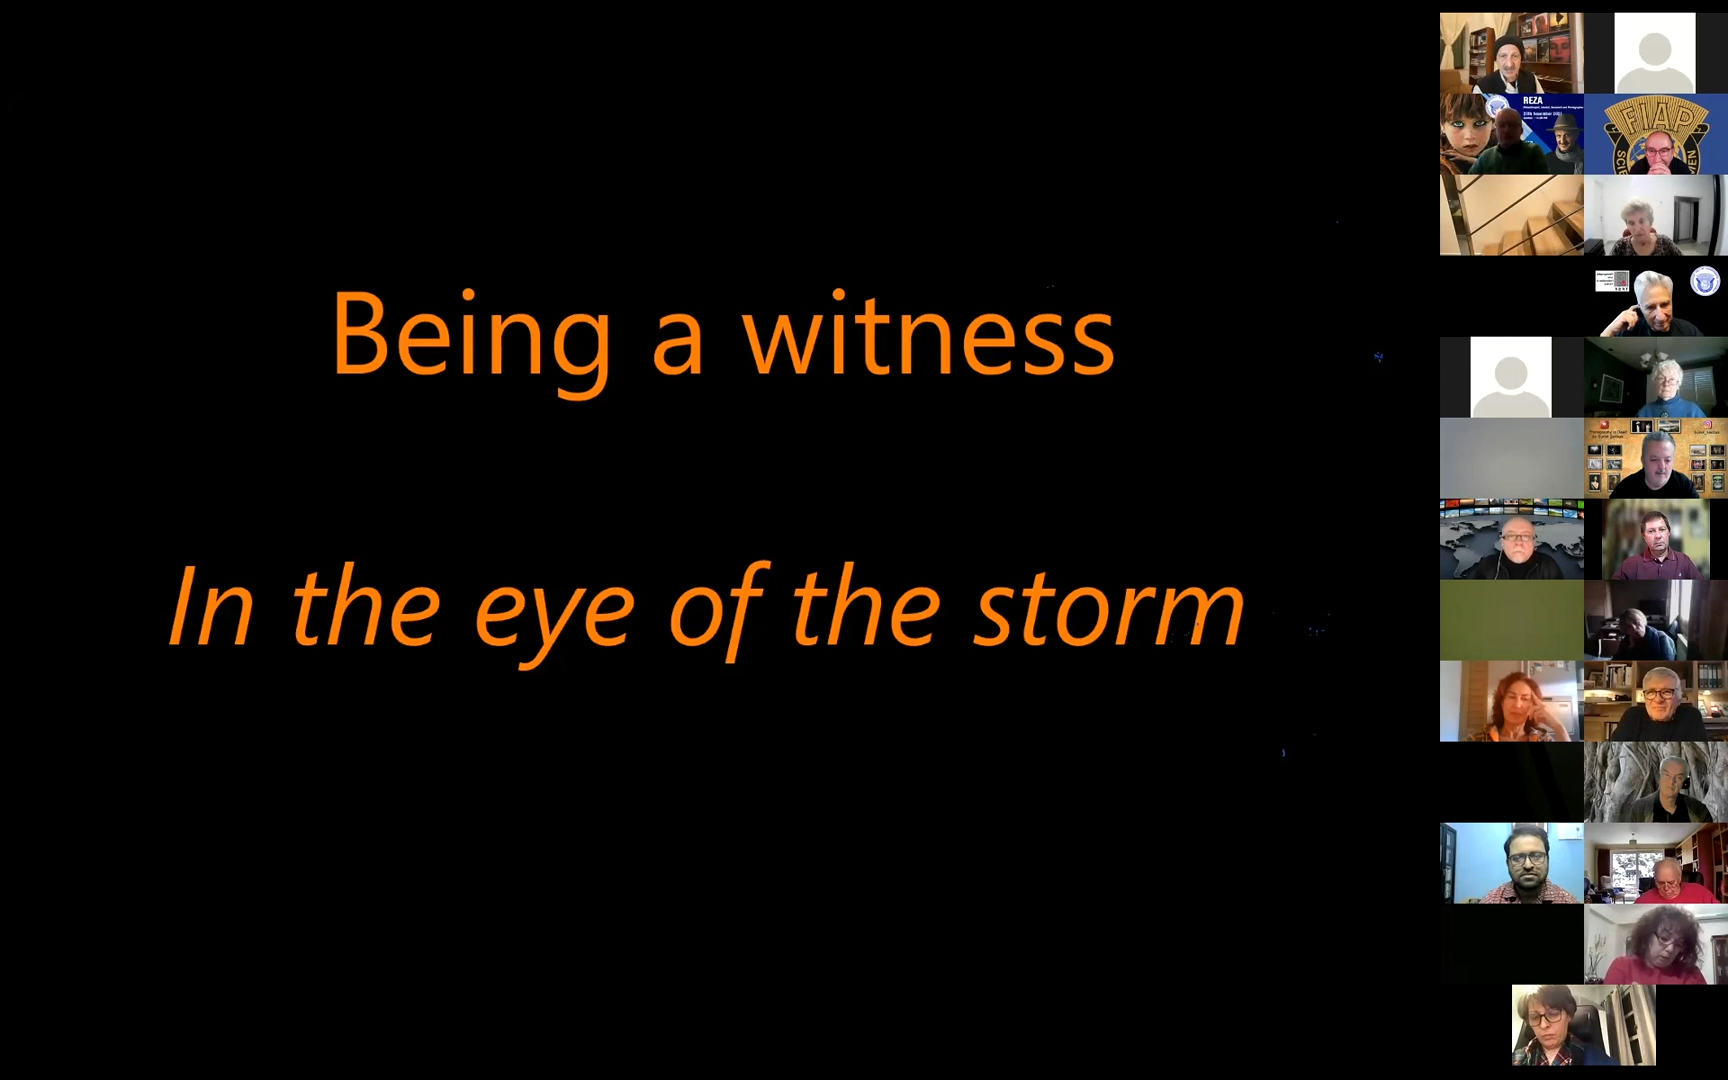 Being a witness
In the eye of the storm
REZA
FIAP